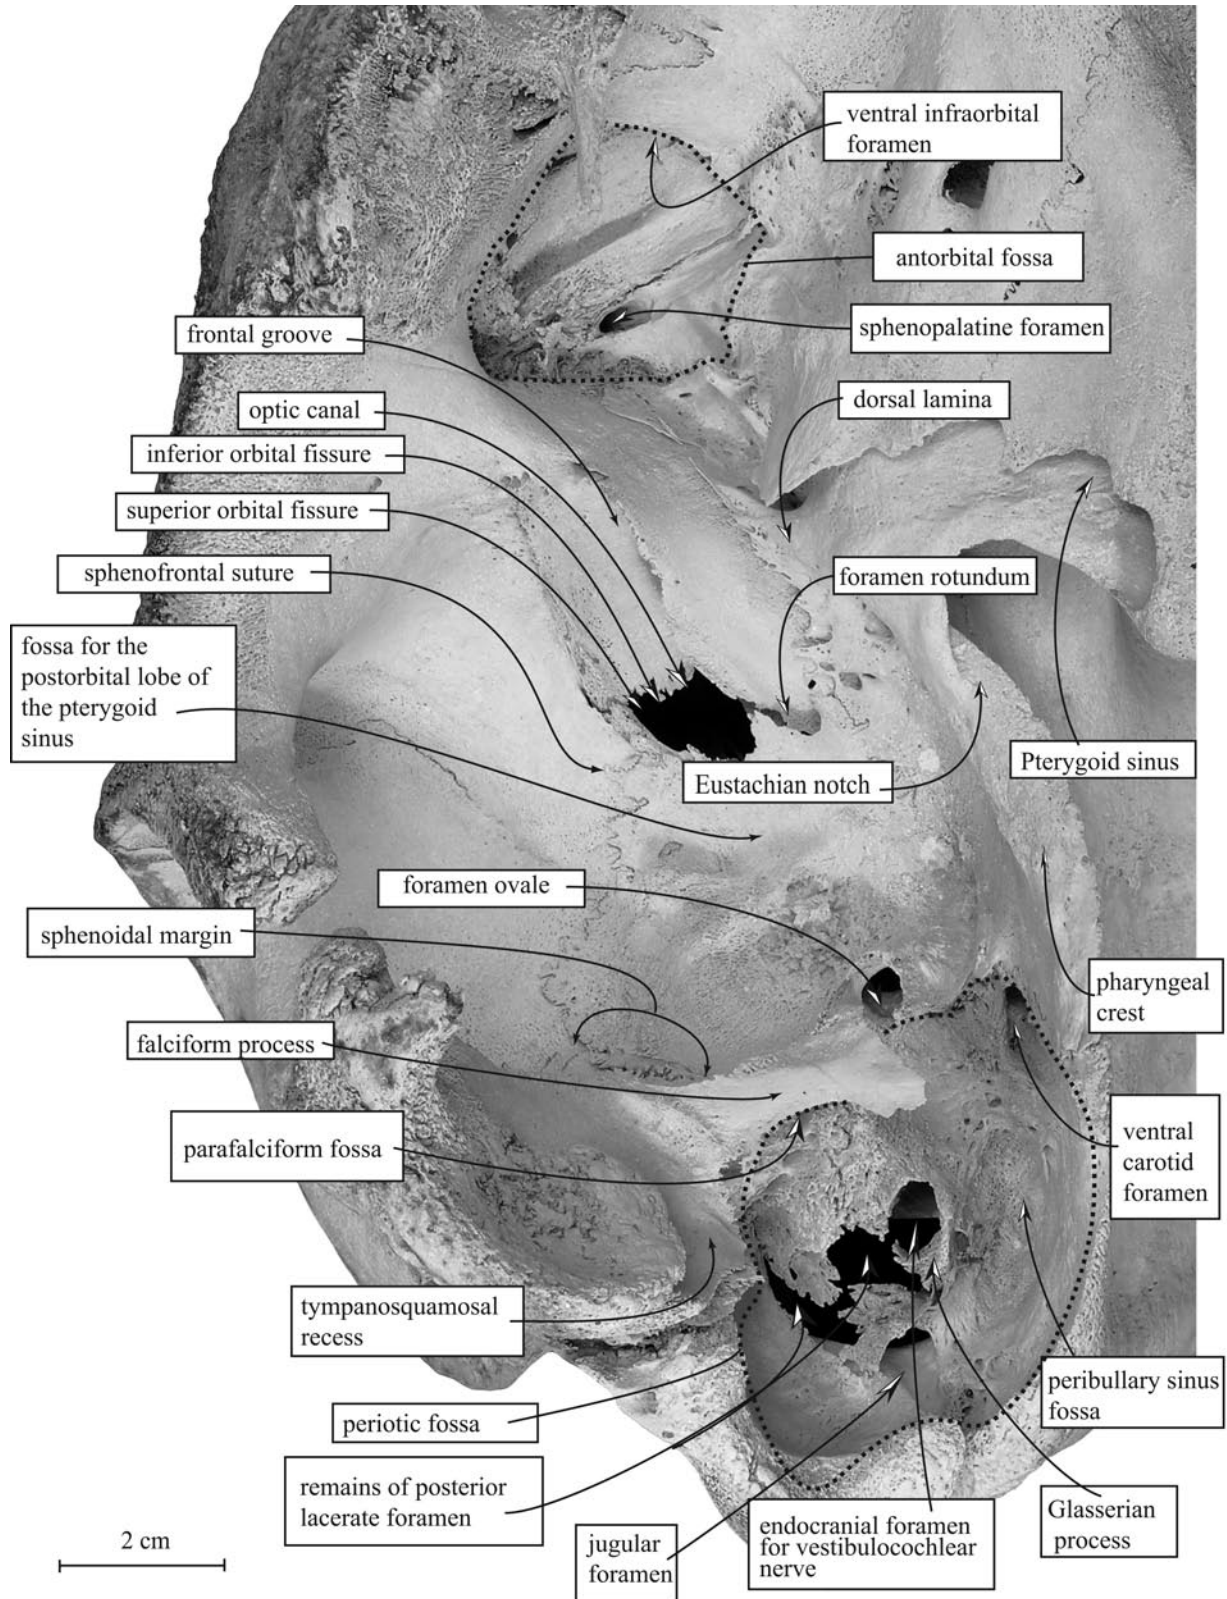 ventral infraorbital
foramen
antorbital fossa
sphenopalatine foramen
frontal groove
dorsal lamina
optic canal
inferior orbital fissure
superior orbital fissure
sphenofrontal suture
foramen rotundum
fossa for the
postorbital lobe of
the pterygoid
sinus
Pterygoid sinus
Eustachian notch
foramen ovale
sphenoidal margin
pharyngeal
crest
falciform process
parafalciform fossa
ventral
carotid
foramen
tympanosquamosal
recess
peribullary sinus
fossa
periotic fossa
remains of posterior
lacerate foramen
Glasserian
process
endocranial foramen
for vestibulocochlear
nerve
jugular
foramen
2 cm